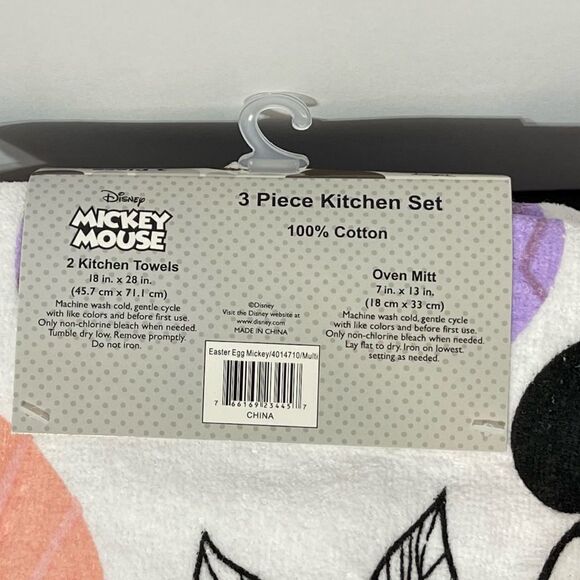 Disney
MICKEY
MOUSE
3 Piece Kitchen Set
100% Cotton
2 Kitchen Towels
18 in. x 28 in.
(45.7 cm x 71.1 cm)
Machine wash cold, gentle cycle
with like colors and before first use.
Only non-chlorine bleach when needed.
Tumble dry low. Remove promptly.
Do not iron.
©Disney
Visit the Disney website at
www.disney.com
MADE IN CHINA
Oven Mitt
7 in. x 13 in.
(18 cm x 33 cm)
Machine wash cold, gentle cycle
with like colors and before first use.
Only non-chlorine bleach when needed.
Lay flat to dry. Iron on lowest
setting as needed.
Easter Egg Mickey/4014710/Multi
7 66169 23445 7
CHINA